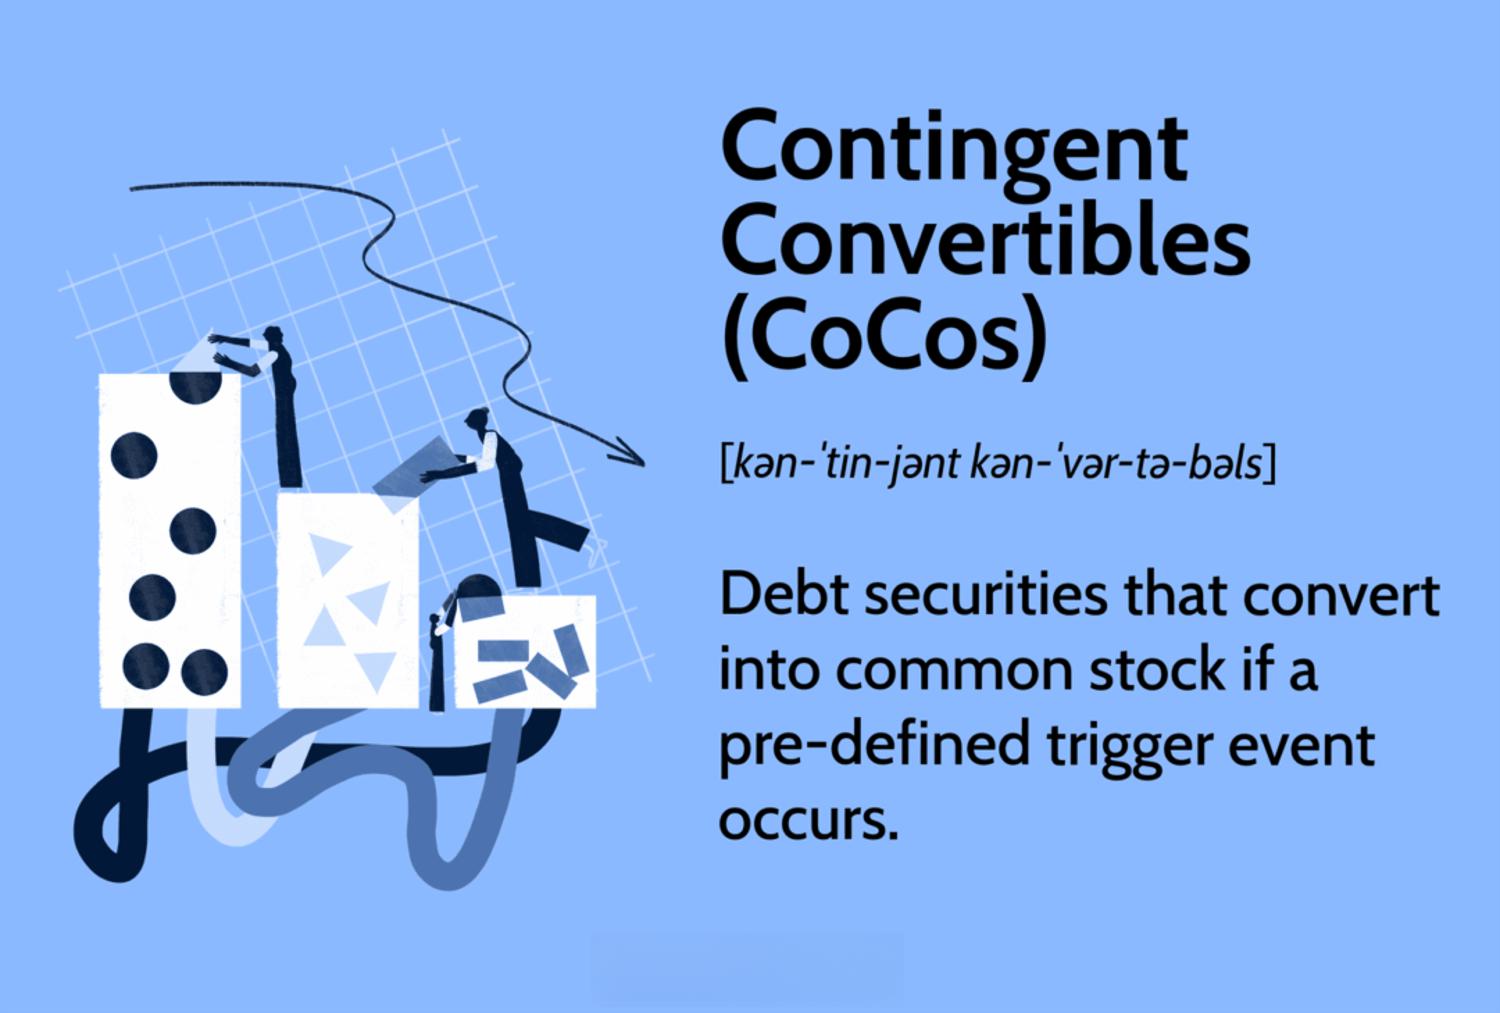 Contingent
Convertibles
(CoCos)
[kən-ˈtin-jənt kən-ˈvər-tə-bəls]
Debt securities that convert
into common stock if a
pre-defined trigger event
occurs.